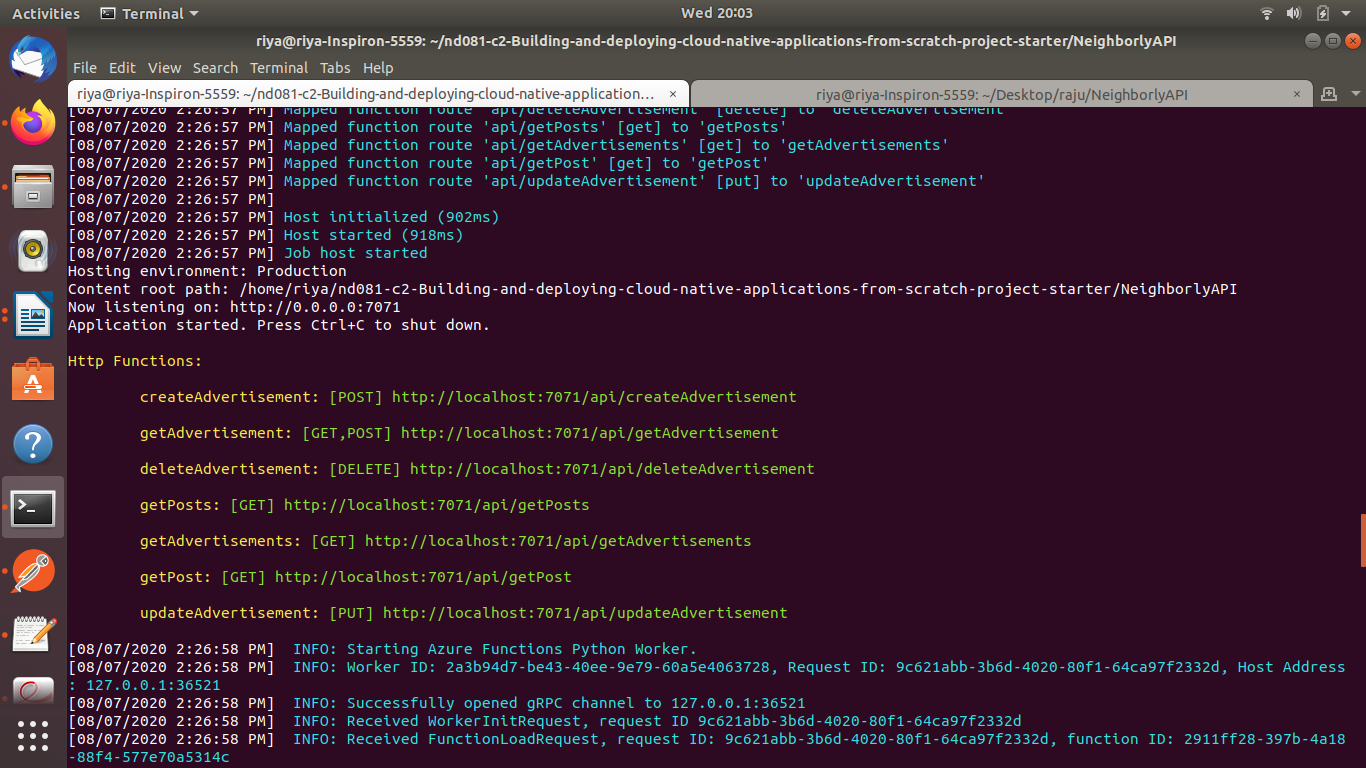 Activities
Terminal
Wed 20:03
riya@riya-Inspiron-5559: ~/nd081-c2-Building-and-deploying-cloud-native-applications-from-scratch-project-starter/NeighborlyAPI
File Edit View Search Terminal Tabs Help
riya@riya-Inspiron-5559: ~/nd081-c2-Building-and-deploying-cloud-native-application... ×
riya@riya-Inspiron-5559: ~/Desktop/raju/NeighborlyAPI ×
[08/07/2020 2:26:57 PM] Mapped function route 'api/deleteAdvertisement' [delete] to 'deleteAdvertisement'
[08/07/2020 2:26:57 PM] Mapped function route 'api/getPosts' [get] to 'getPosts'
[08/07/2020 2:26:57 PM] Mapped function route 'api/getAdvertisements' [get] to 'getAdvertisements'
[08/07/2020 2:26:57 PM] Mapped function route 'api/getPost' [get] to 'getPost'
[08/07/2020 2:26:57 PM] Mapped function route 'api/updateAdvertisement' [put] to 'updateAdvertisement'
[08/07/2020 2:26:57 PM]
[08/07/2020 2:26:57 PM] Host initialized (902ms)
[08/07/2020 2:26:57 PM] Host started (918ms)
[08/07/2020 2:26:57 PM] Job host started
Hosting environment: Production
Content root path: /home/riya/nd081-c2-Building-and-deploying-cloud-native-applications-from-scratch-project-starter/NeighborlyAPI
Now listening on: http://0.0.0.0:7071
Application started. Press Ctrl+C to shut down.
Http Functions:
createAdvertisement: [POST] http://localhost:7071/api/createAdvertisement
getAdvertisement: [GET,POST] http://localhost:7071/api/getAdvertisement
deleteAdvertisement: [DELETE] http://localhost:7071/api/deleteAdvertisement
getPosts: [GET] http://localhost:7071/api/getPosts
getAdvertisements: [GET] http://localhost:7071/api/getAdvertisements
getPost: [GET] http://localhost:7071/api/getPost
updateAdvertisement: [PUT] http://localhost:7071/api/updateAdvertisement
[08/07/2020 2:26:58 PM]  INFO: Starting Azure Functions Python Worker.
[08/07/2020 2:26:58 PM]  INFO: Worker ID: 2a3b94d7-be43-40ee-9e79-60a5e4063728, Request ID: 9c621abb-3b6d-4020-80f1-64ca97f2332d, Host Address
: 127.0.0.1:36521
[08/07/2020 2:26:58 PM]  INFO: Successfully opened gRPC channel to 127.0.0.1:36521
[08/07/2020 2:26:58 PM]  INFO: Received WorkerInitRequest, request ID 9c621abb-3b6d-4020-80f1-64ca97f2332d
[08/07/2020 2:26:58 PM]  INFO: Received FunctionLoadRequest, request ID: 9c621abb-3b6d-4020-80f1-64ca97f2332d, function ID: 2911ff28-397b-4a18
-88f4-577e70a5314c